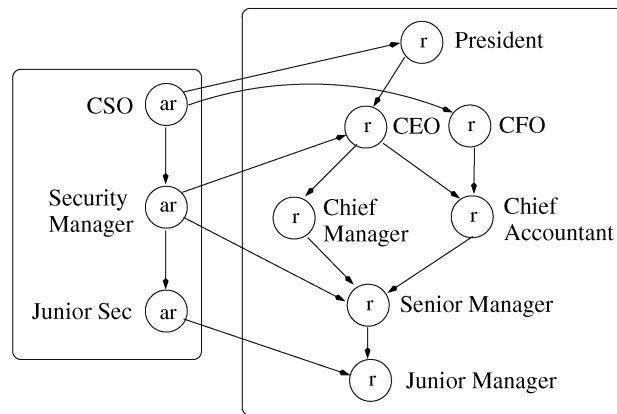 r President
CSO ar
r CEO
r CFO
Security
Manager
ar
r Chief
Manager
r Chief
Accountant
Junior Sec ar
r Senior Manager
r Junior Manager